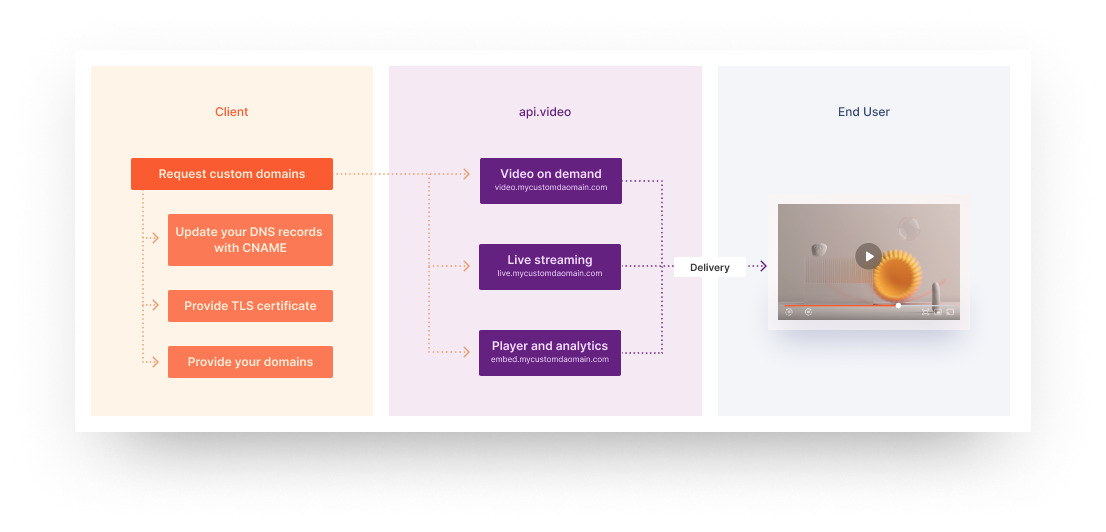 Client
Request custom domains
Update your DNS records
with CNAME
Provide TLS certificate
Provide your domains
api.video
Video on demand
video.mycustomdaomain.com
Live streaming
live.mycustomdaomain.com
Player and analytics
embed.mycustomdaomain.com
Delivery
End User